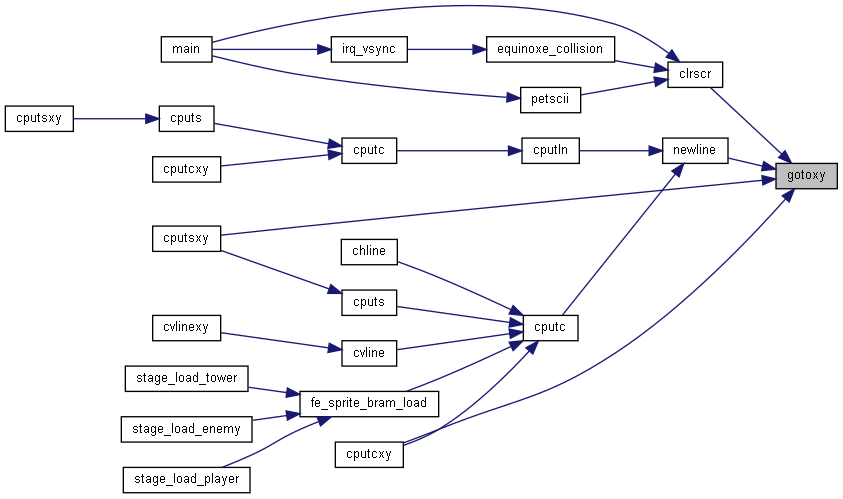 main
irq_vsync
equinoxe_collision
clrscr
petscii
cputsxy
cputs
cputc
cputln
newline
cputcxy
gotoxy
cputsxy
chline
cputs
cputc
cvlinexy
cvline
stage_load_tower
fe_sprite_bram_load
stage_load_enemy
cputcxy
stage_load_player